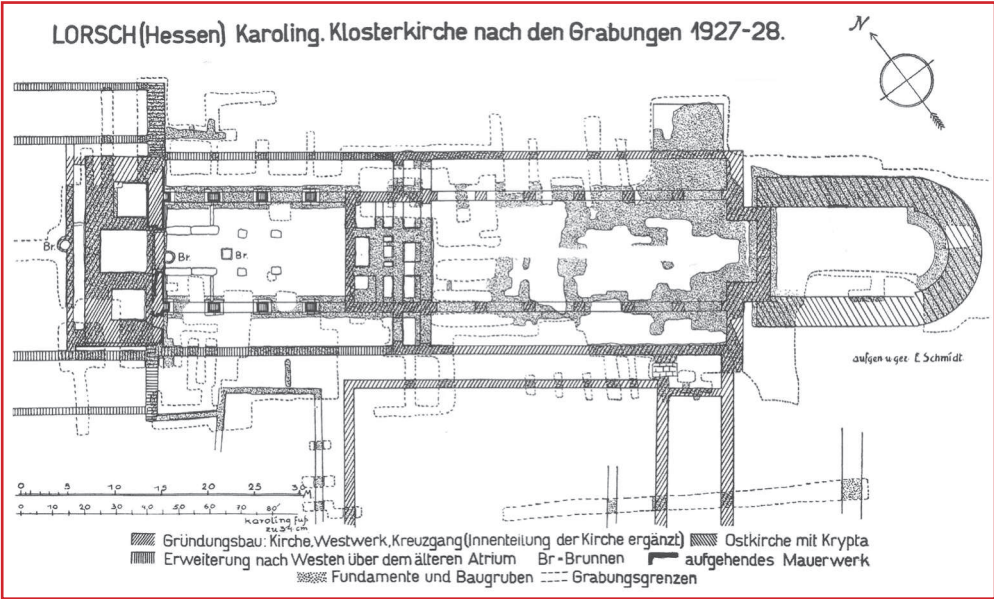 LORSCH (Hessen) Karoling. Klosterkirche nach den Grabungen 1927-28.
N
Br.
Br.
Br.
aufgen u gez. E Schmidt
0 5 10 15 20 25 30 M
0 10 20 30 40 50 60 70 80
karoling Fuß
zu 34 cm
Gründungsbau: Kirche, Westwerk, Kreuzgang (Innenteilung der Kirche ergänzt) Ostkirche mit Krypta
Erweiterung nach Westen über dem älteren Atrium Br-Brunnen aufgehendes Mauerwerk
Fundamente und Baugruben Grabungsgrenzen